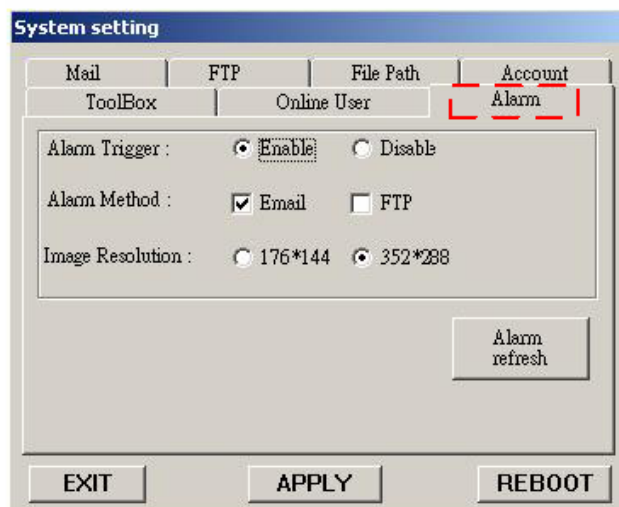 System setting
Mail FTP File Path Account
ToolBox Online User Alarm
Alarm Trigger : Enable Disable
Alarm Method : Email FTP
Image Resolution : 176*144 352*288
Alarm
refresh
EXIT APPLY REBOOT